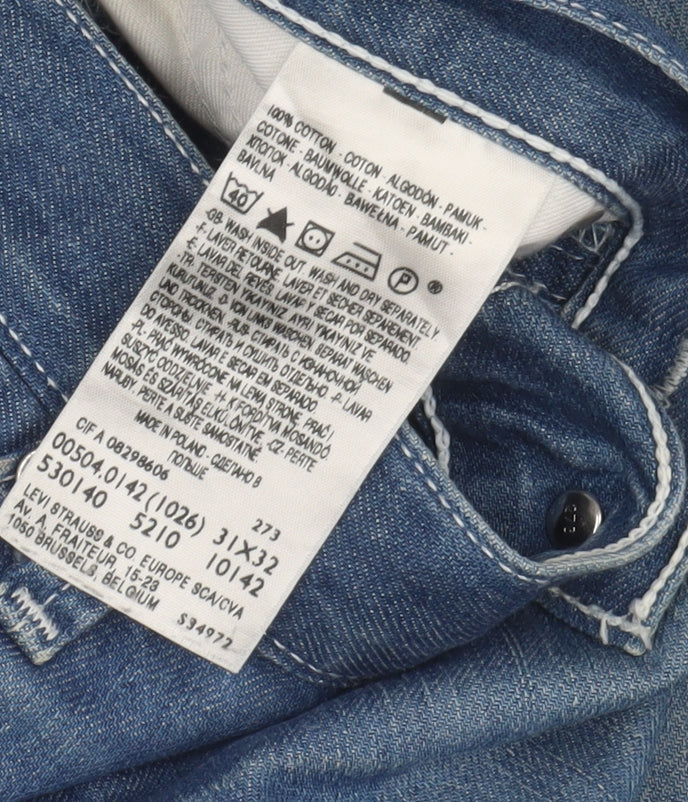 100% COTTON - COTON - ALGODÓN - PAMUK -
COTONE - BAUMWOLLE - KATOEN - BAMBAKI -
ΧΛΟΠΟΚ - ALGODÃO - BAWEŁNA - PAMUT -
BAVLNA
40 P
-GB. WASH INSIDE OUT. WASH AND DRY SEPARATELY
-F. LAVER RETOURNE, LAVER ET SECHER SEPAREMENT.
LAVAR DEL REVÉS, LAVAR Y SECAR POR SEPARADO.
-TR. TERSTEN YIKAYINIZ AYRI YIKAYINIZ VE
KURUTUNUZ. D VON LINKS WASCHEN SEPARAT WASCHEN
UND TROCKNEN. RUS- СТИРАТЬ С ИЗНАНОЧНОЙ
СТОРОНЫ, СТИРАТЬ И СУШИТЬ ОТДЕЛЬНО -P. LAVAR
DO AVESSO, LAVAR E SECAR EM SEPARADO
-PL. PRAĆ WYWRÓCONE NA LEWĄ STRONĘ, PRAĆ I
SUSZYĆ ODDZIELNIE. -H. KIFORDÍTVA MOSANDÓ
MOSÁS ÉS SZÁRÍTÁS ELKÜLÖNÍTVE, -CZ- PERTE
NARUBY, PERTE A SUŠTE SAMOSTATNĚ.
MADE IN POLAND - СДЕЛАНО В
ПОЛЬШЕ
CIF A 08298606
273
00504.0142(1026) 31X32
530140 5210 10142
LEVI STRAUSS & CO. EUROPE SCA/CVA
Av. A. FRAITEUR, 15-23
1050 BRUSSELS, BELGIUM S34972
273